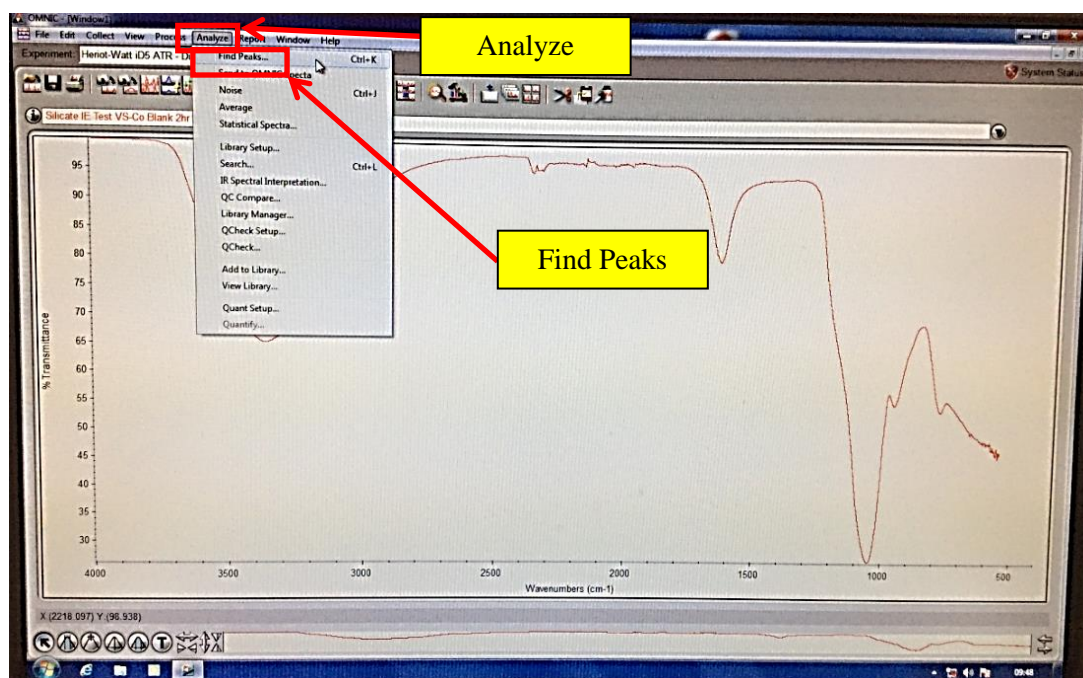 OMNIC - [Window1]
File Edit Collect View Process Analyze Report Window Help
Analyze
Experiment: Heriot-Watt iD5 ATR - Di
Find Peaks... Ctrl+K
System Status
Noise Ctrl+J
Average
Silicate IE Test VS-Co Blank 2hr
Statistical Spectra...
Library Setup...
Search... Ctrl+L
IR Spectral Interpretation...
QC Compare...
Library Manager...
QCheck Setup...
QCheck...
Find Peaks
Add to Library...
View Library...
Quant Setup...
Quantify...
% Transmittance
95
90
85
80
75
70
65
60
55
50
45
40
35
30
4000 3500 3000 2500 2000 1500 1000 500
Wavenumbers (cm-1)
X (2218.097) Y (98.938)
T
09:48